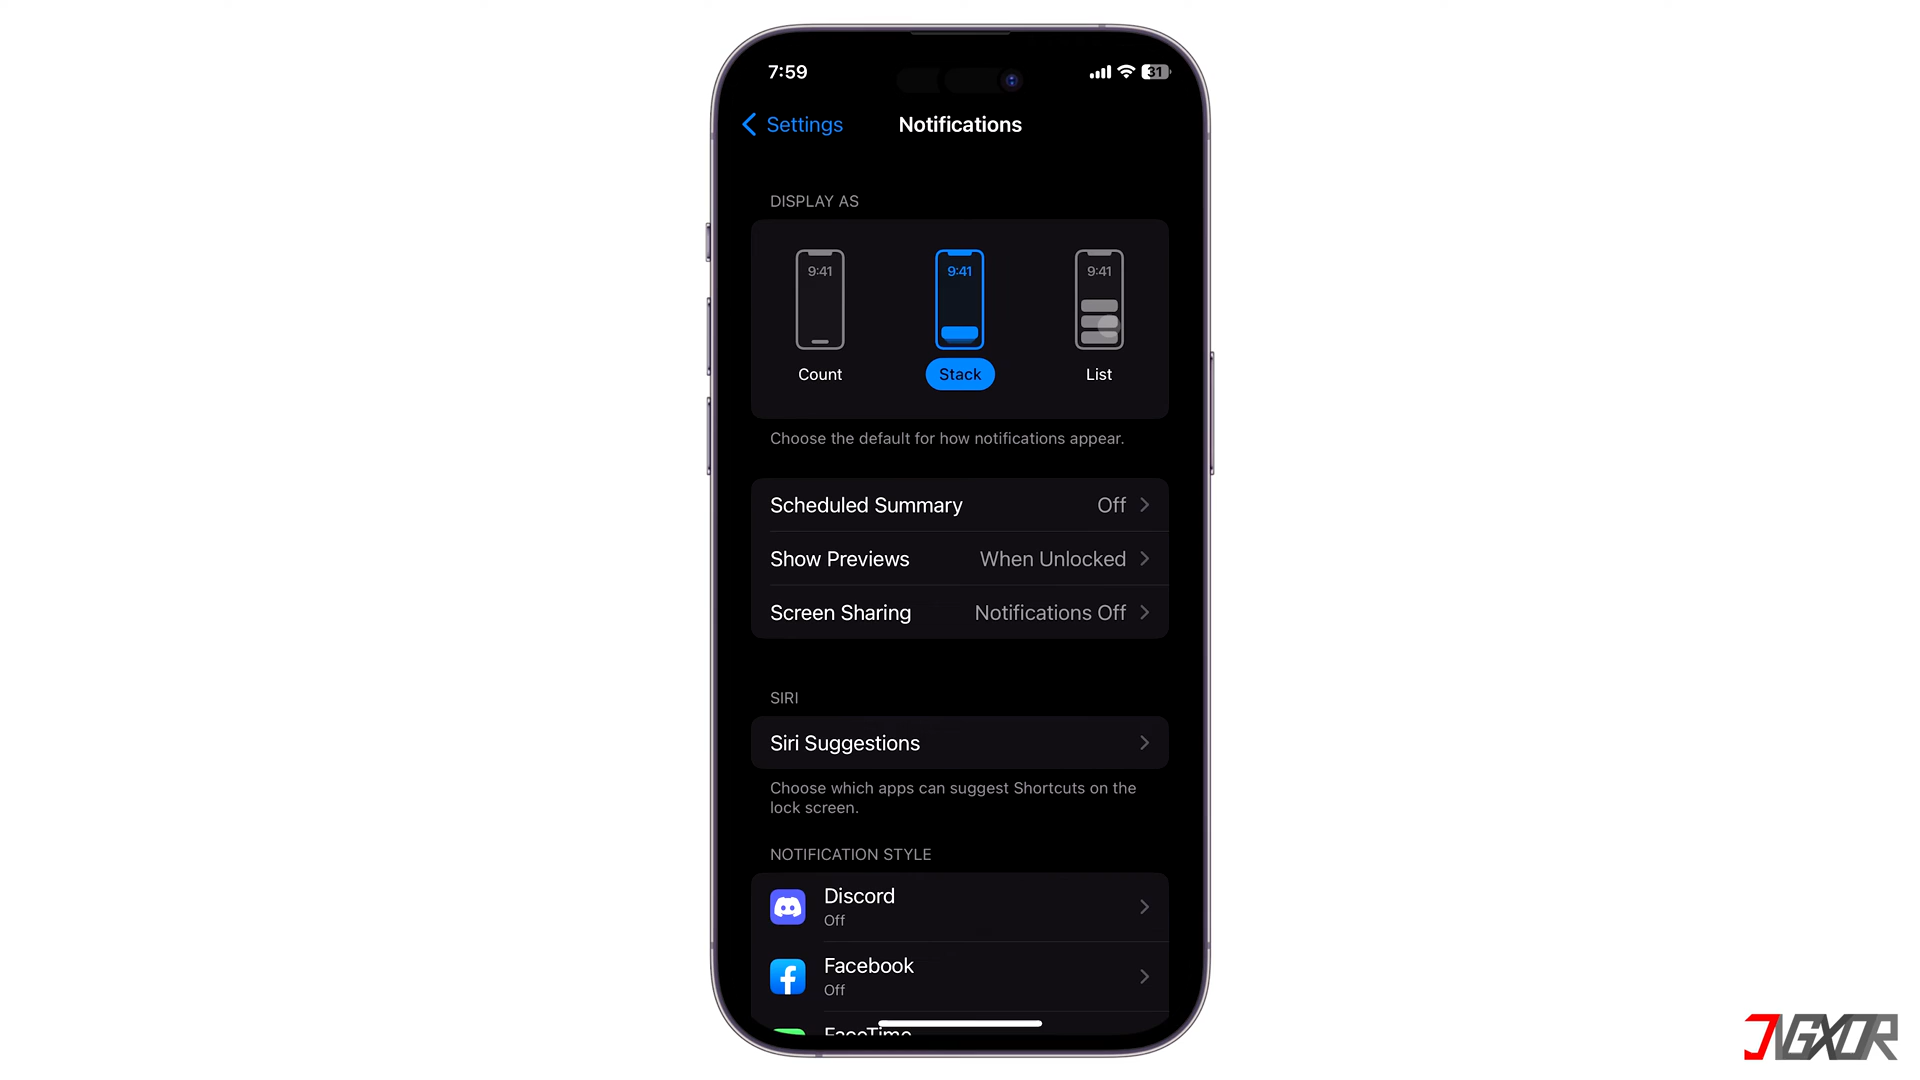 7:59
31
Settings
Notifications
DISPLAY AS
9:41
9:41
9:41
Count
Stack
List
Choose the default for how notifications appear.
Scheduled Summary Off
Show Previews When Unlocked
Screen Sharing Notifications Off
SIRI
Siri Suggestions
Choose which apps can suggest Shortcuts on the
lock screen.
NOTIFICATION STYLE
Discord
Off
Facebook
Off
FaceTime
JVGXOR